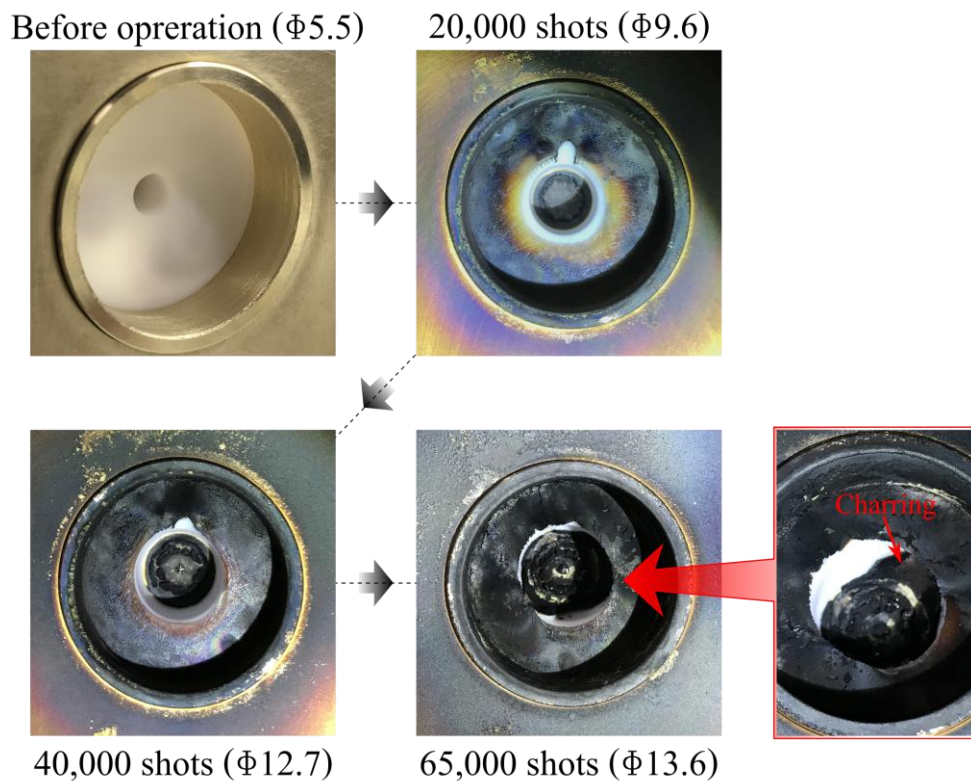 Before opreration (Φ5.5)
20,000 shots (Φ9.6)
Charring
40,000 shots (Φ12.7)
65,000 shots (Φ13.6)